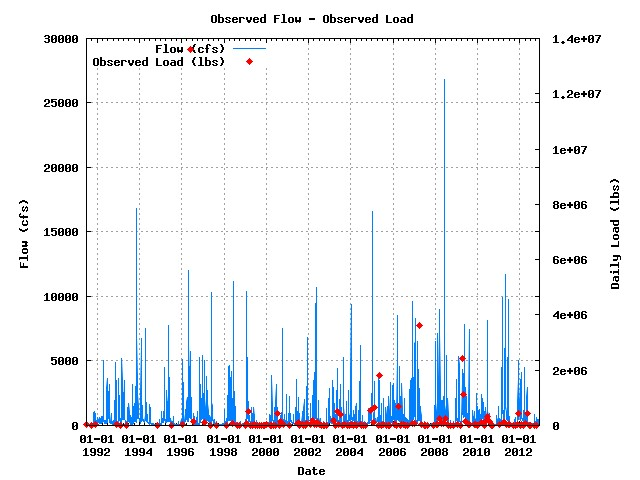 Observed Flow - Observed Load
Flow (cfs)
Observed Load (lbs)
30000
25000
20000
15000
10000
5000
0
Flow (cfs)
1.4e+07
1.2e+07
1e+07
8e+06
6e+06
4e+06
2e+06
0
Daily Load (lbs)
01-01 01-01 01-01 01-01 01-01 01-01 01-01 01-01 01-01 01-01 01-01
1992 1994 1996 1998 2000 2002 2004 2006 2008 2010 2012
Date